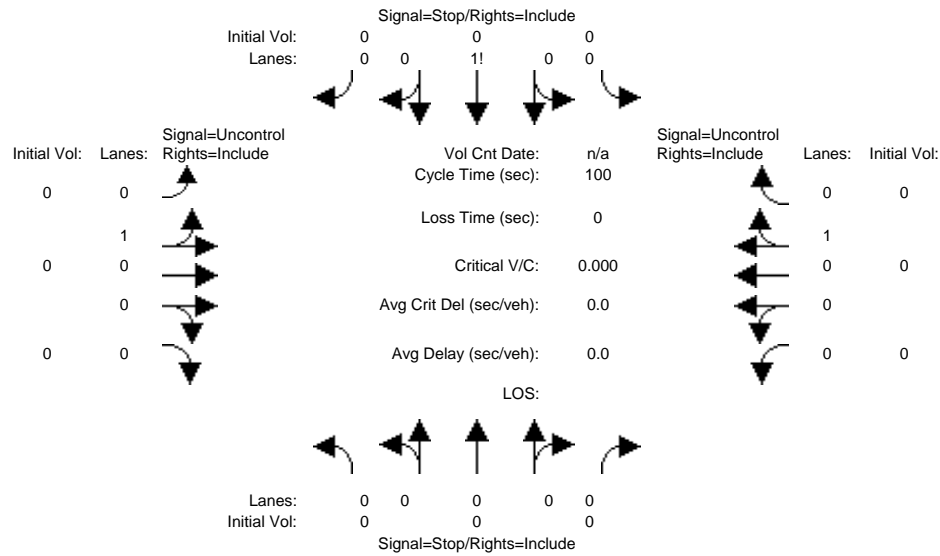 Signal=Stop/Rights=Include
Initial Vol: 0 0 0
Lanes: 0 0 1! 0 0
Signal=Uncontrol
Initial Vol: Lanes: Rights=Include
0 0
1
0 0
0
0 0
Vol Cnt Date: n/a
Cycle Time (sec): 100
Loss Time (sec): 0
Critical V/C: 0.000
Avg Crit Del (sec/veh): 0.0
Avg Delay (sec/veh): 0.0
LOS:
Signal=Uncontrol
Rights=Include Lanes: Initial Vol:
0 0
1
0 0
0
0 0
Lanes: 0 0 0 0 0
Initial Vol: 0 0 0
Signal=Stop/Rights=Include